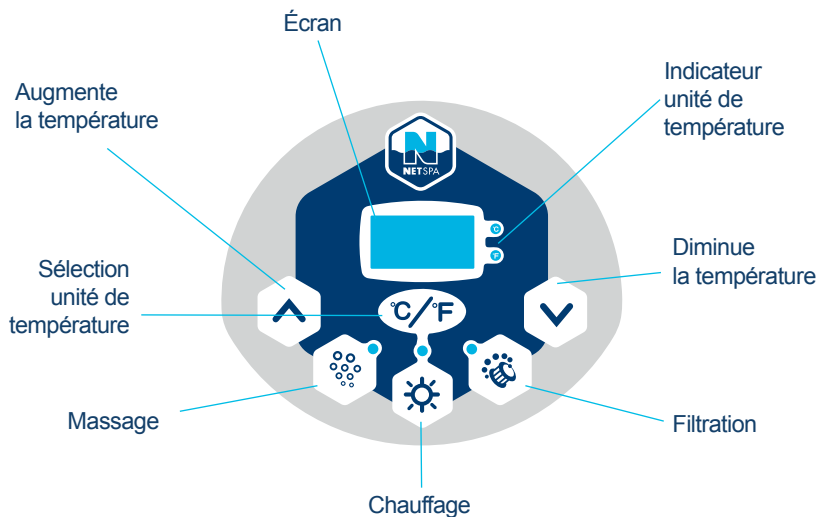 Écran
Augmente
la température
Indicateur
unité de
température
N
NETSPA
C
°F
Sélection
unité de
température
Diminue
la température
°C/°F
Massage
Filtration
Chauffage